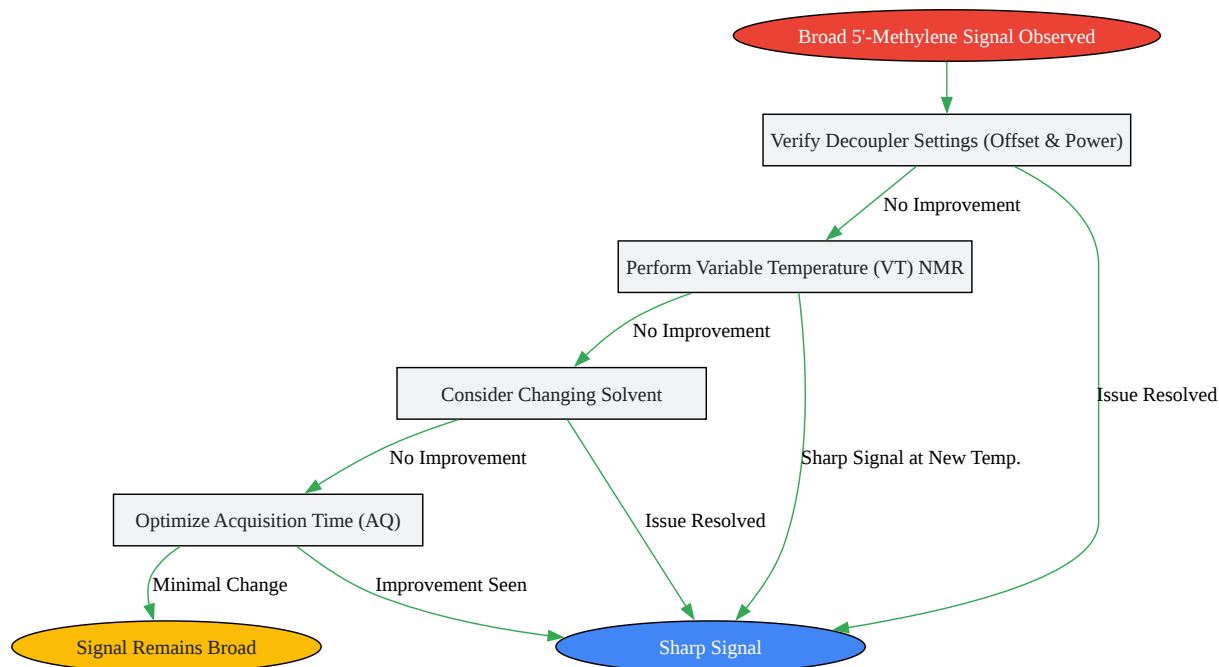 Broad 5'-Methylene Signal Observed
Verify Decoupler Settings (Offset & Power)
No Improvement
Perform Variable Temperature (VT) NMR
No Improvement
Consider Changing Solvent
Issue Resolved
No Improvement
Sharp Signal at New Temp.
Optimize Acquisition Time (AQ)
Issue Resolved
Minimal Change
Improvement Seen
Signal Remains Broad
Sharp Signal